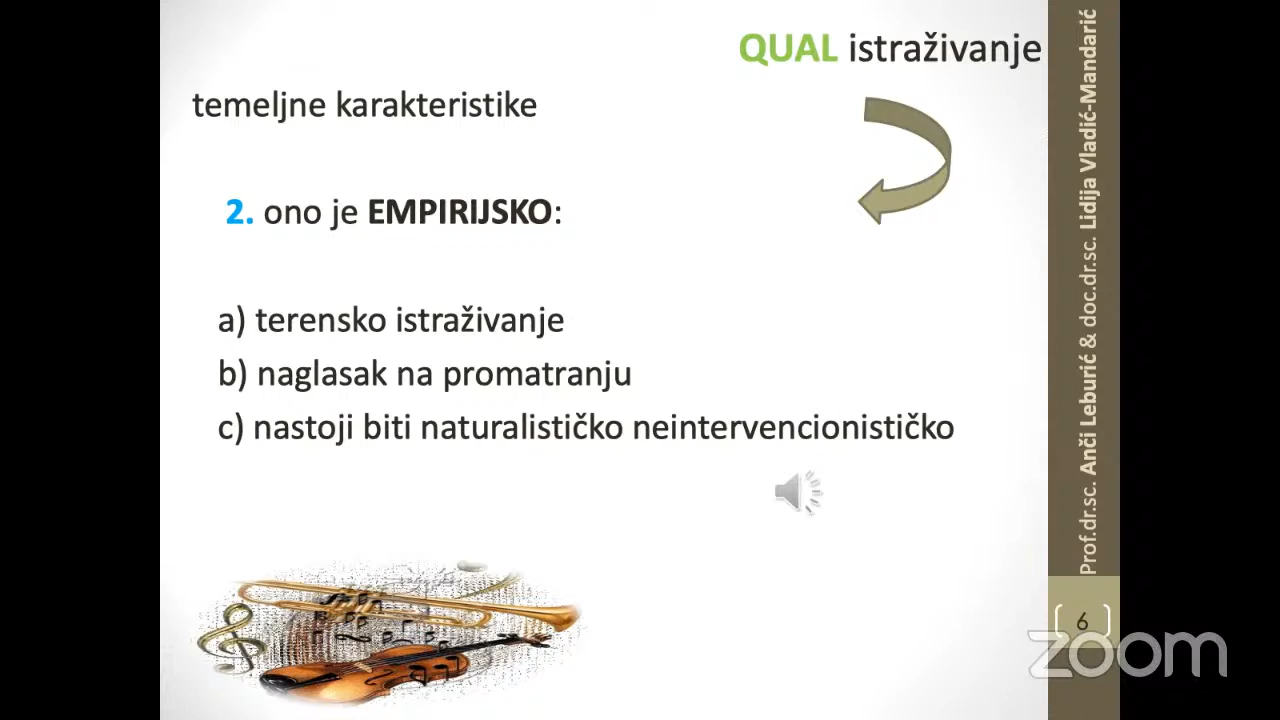 QUAL istraživanje
temeljne karakteristike
2. ono je EMPIRIJSKO:
a) terensko istraživanje
b) naglasak na promatranju
c) nastoji biti naturalističko neintervencionističko
Prof.dr.sc. Anči Leburić & doc.dr.sc. Lidija Vladić-Mandarić
6
zoom